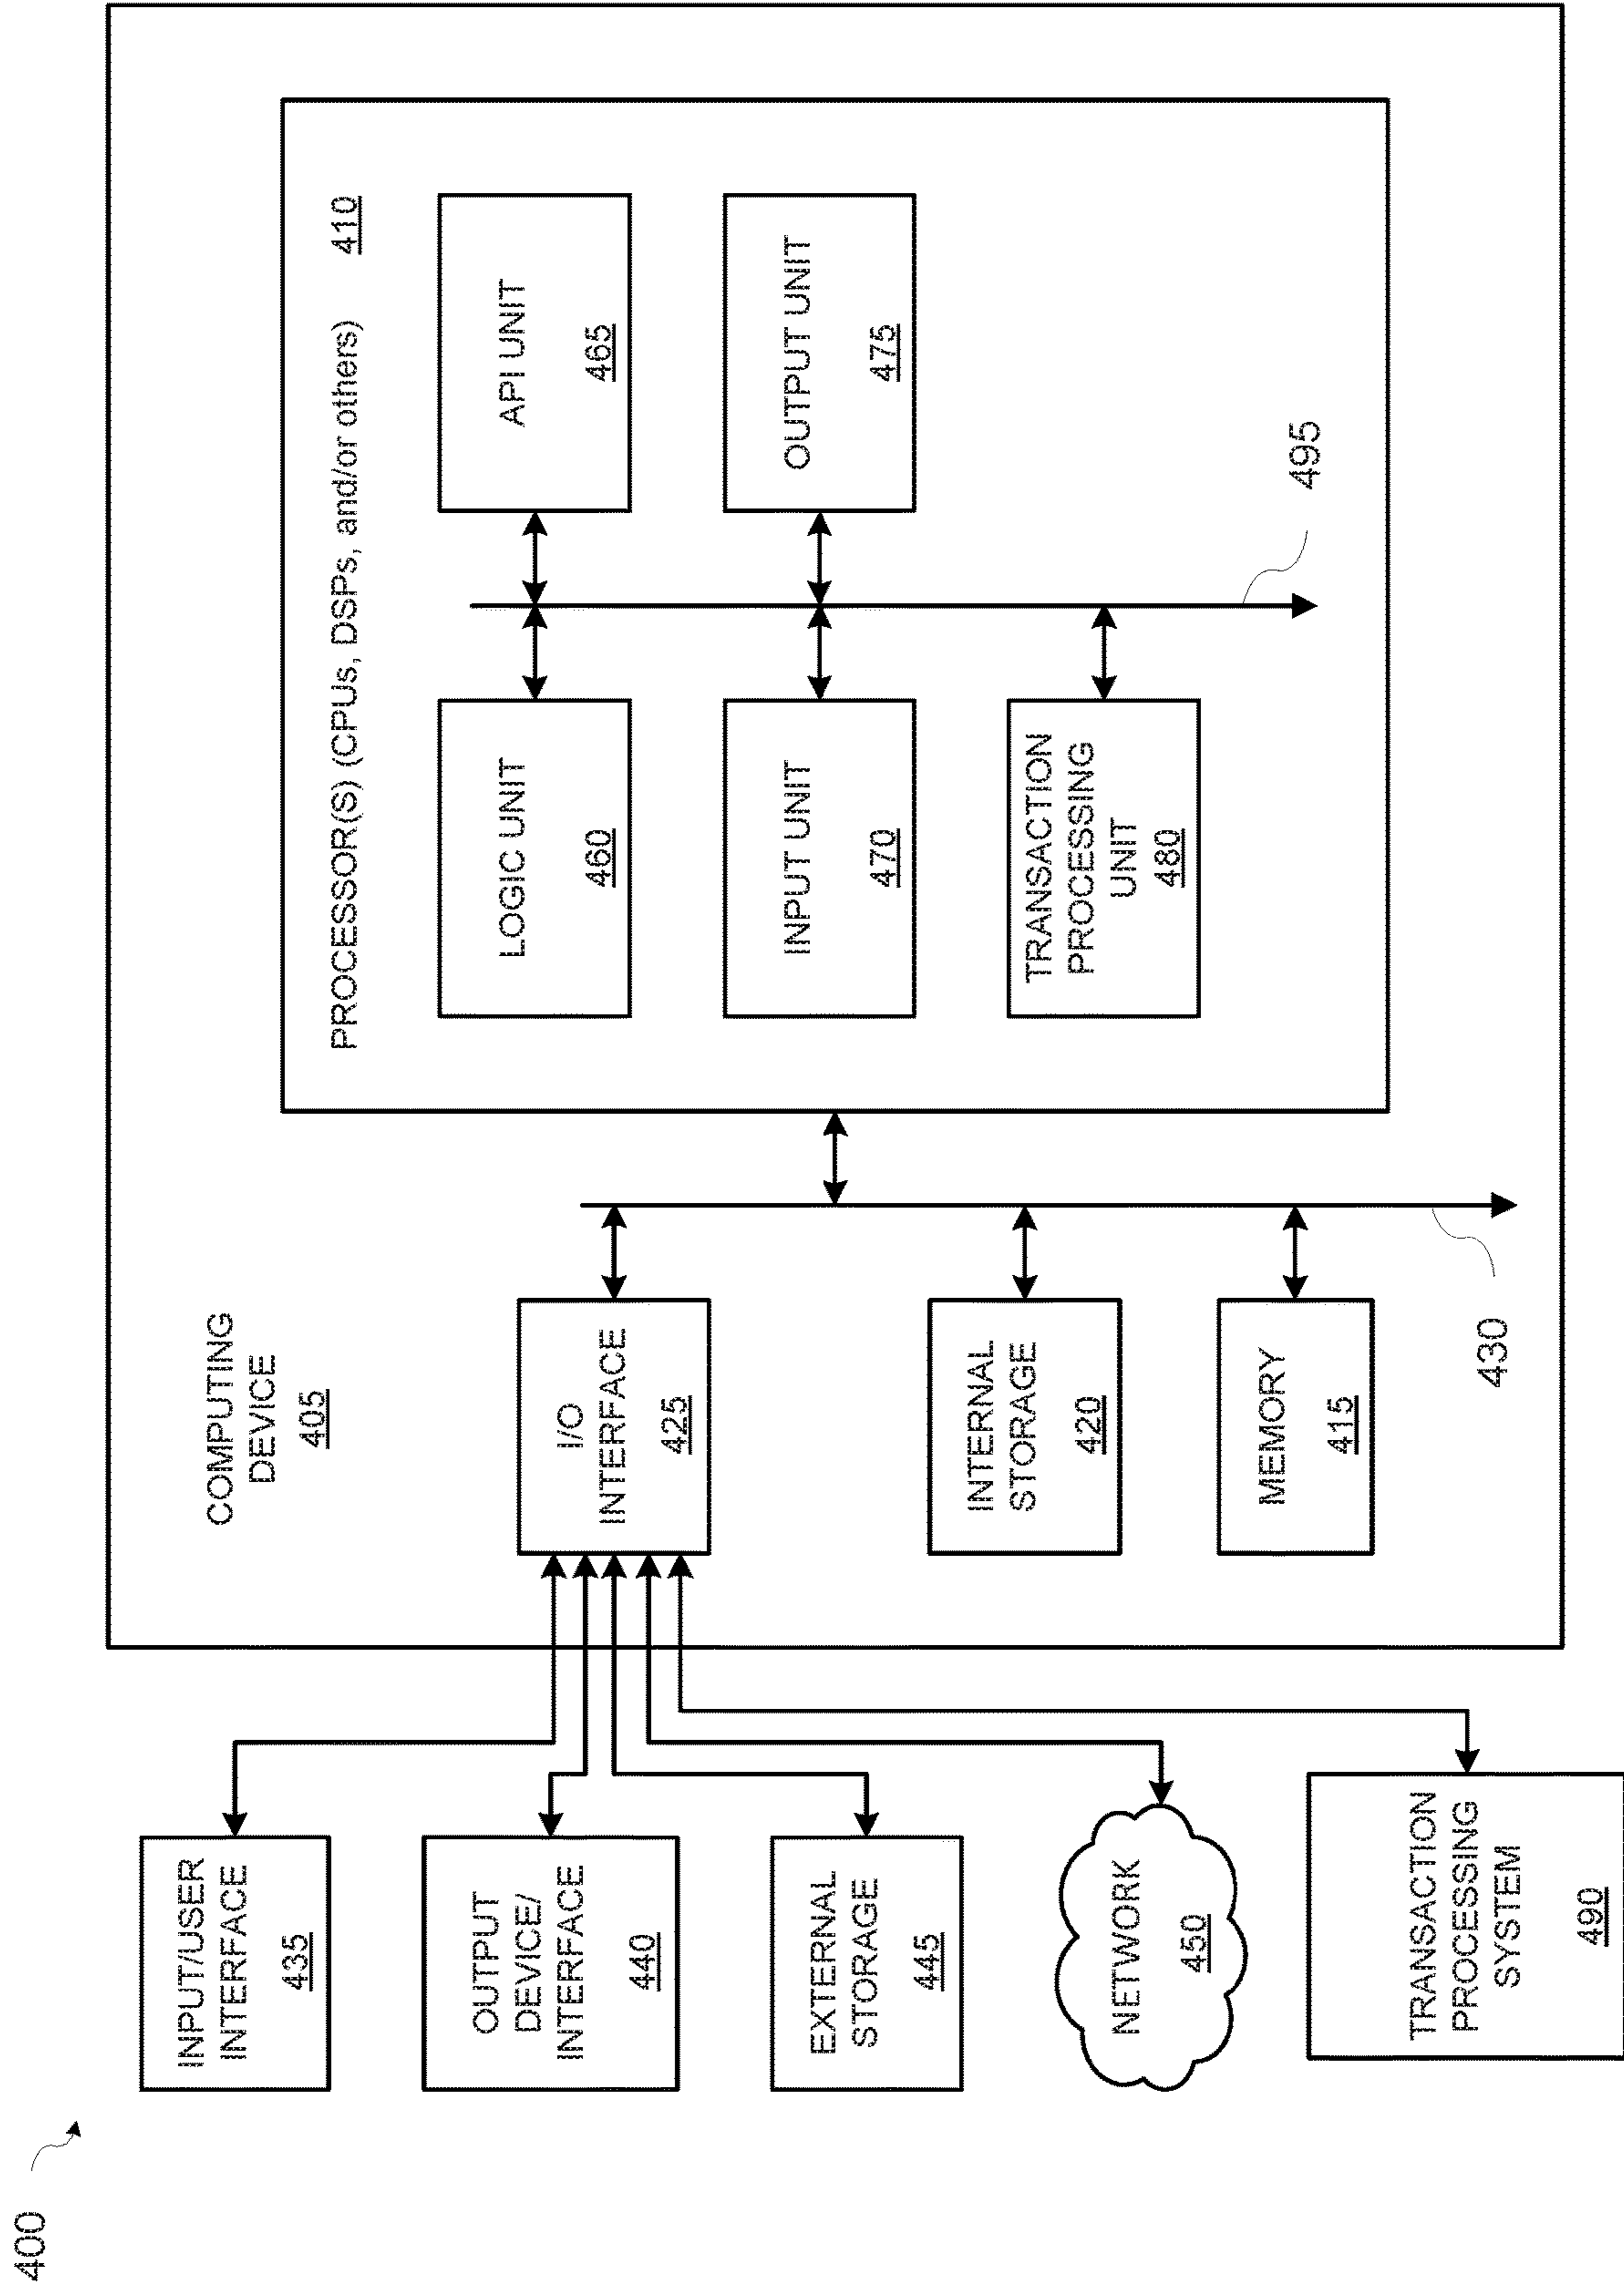 400
COMPUTING
DEVICE
405
PROCESSOR(S) (CPUs, DSPs, and/or others) 410
INPUT/USER
INTERFACE
435
OUTPUT
DEVICE/
INTERFACE
440
EXTERNAL
STORAGE
445
NETWORK
450
TRANSACTION
PROCESSING
SYSTEM
490
I/O
INTERFACE
425
INTERNAL
STORAGE
420
MEMORY
415
430
LOGIC UNIT
460
API UNIT
465
INPUT UNIT
470
OUTPUT UNIT
475
TRANSACTION
PROCESSING
UNIT
480
495